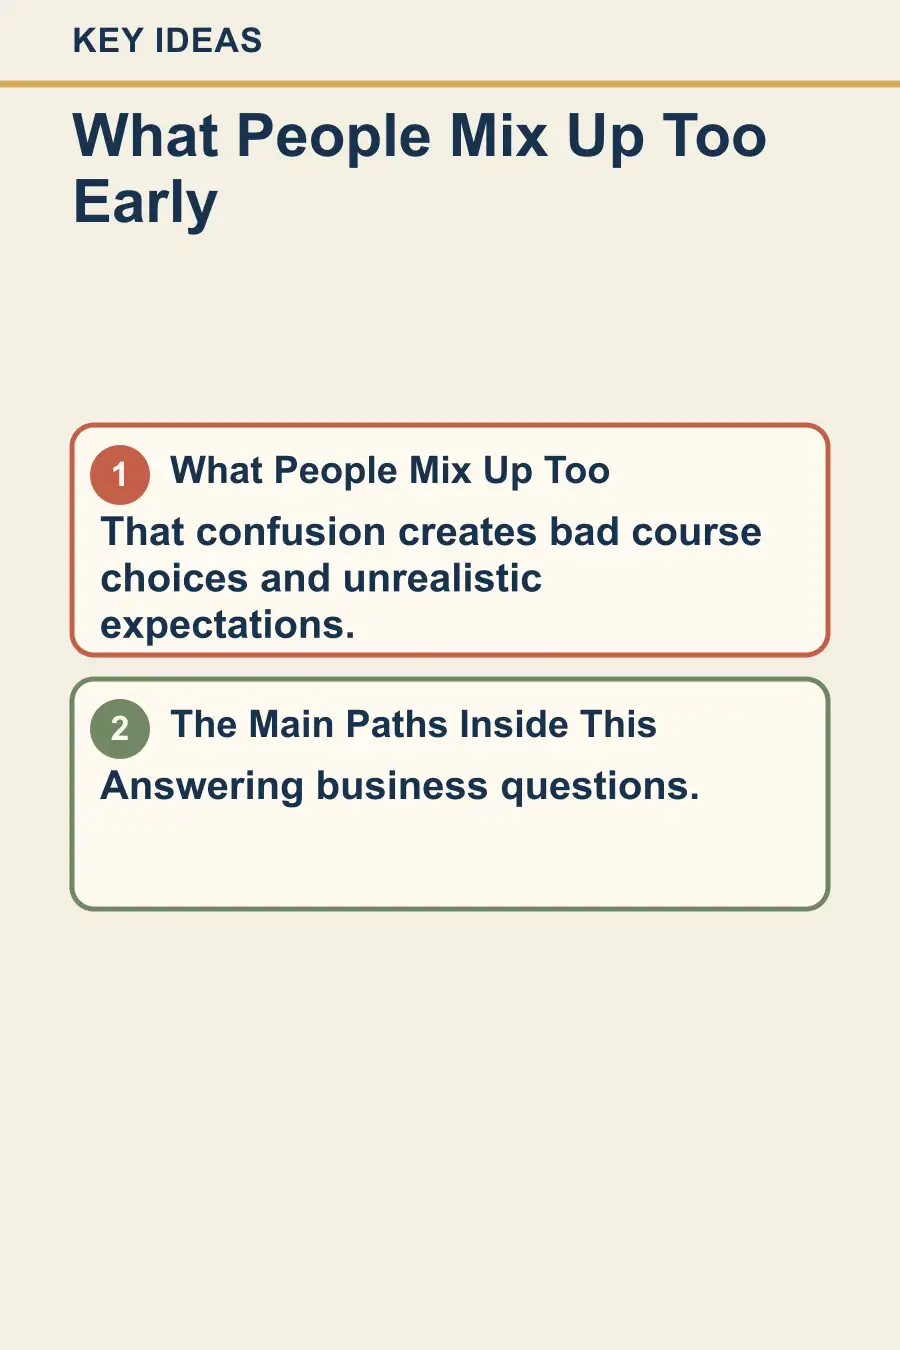 KEY IDEAS
What People Mix Up Too
Early
1 What People Mix Up Too
That confusion creates bad course
choices and unrealistic
expectations.
2 The Main Paths Inside This
Answering business questions.